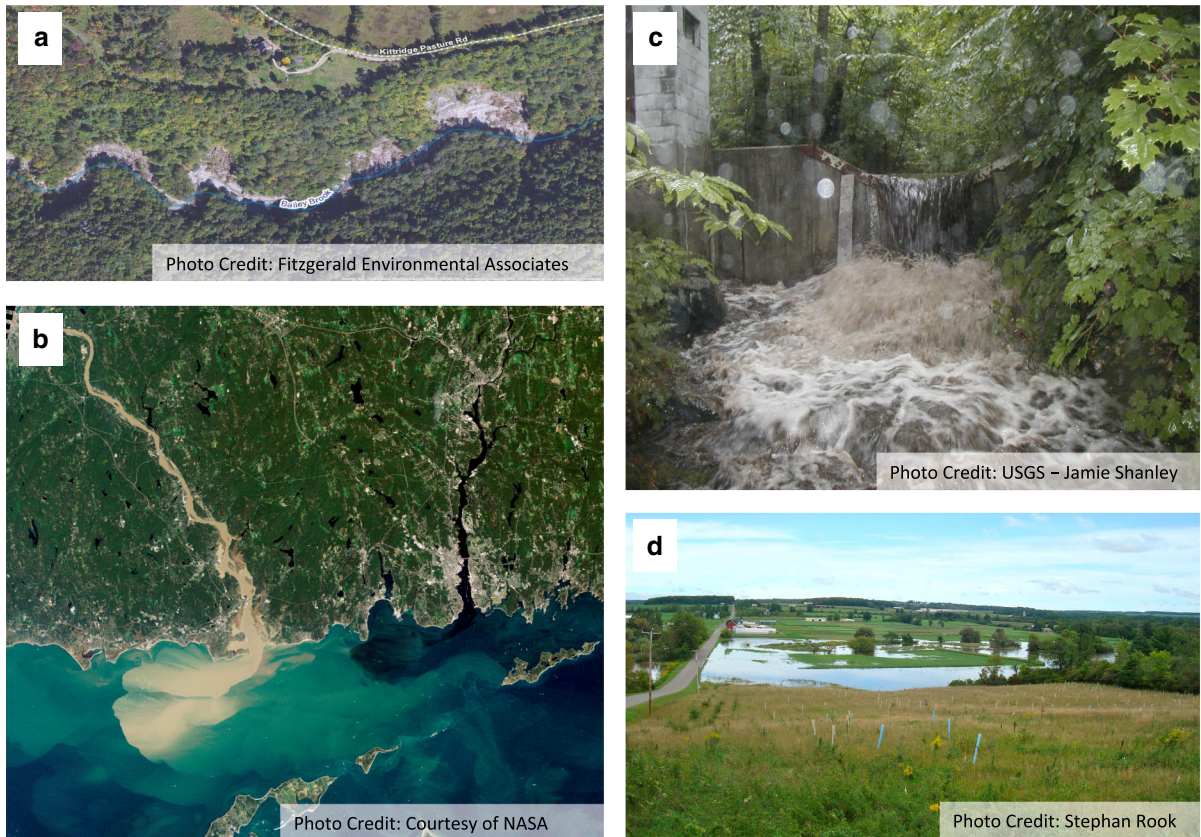 a
Kittridge Pasture Rd
Bailey Brook
Photo Credit: Fitzgerald Environmental Associates
b
Photo Credit: Courtesy of NASA
c
Photo Credit: USGS – Jamie Shanley
d
Photo Credit: Stephan Rook